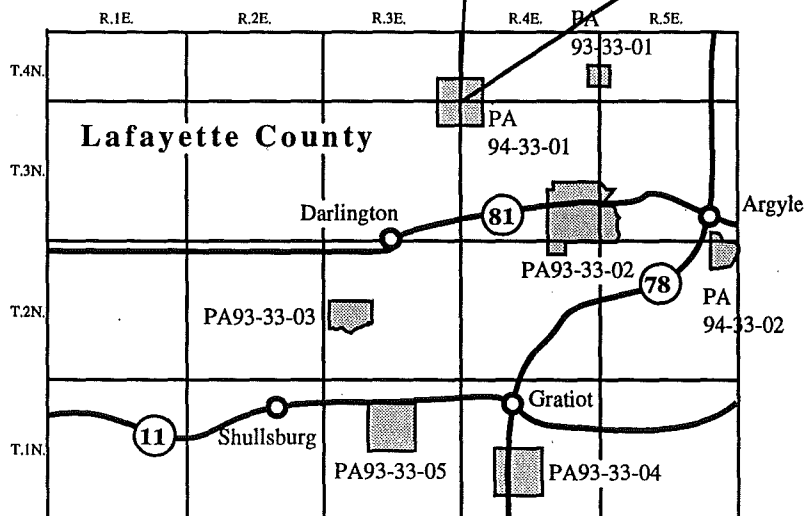 R.1E. R.2E. R.3E. R.4E. R.5E.
PA
93-33-01
T.4N.
PA
94-33-01
Lafayette County
T.3N.
Darlington
81
Argyle
PA93-33-02
78
PA
94-33-02
T.2N.
PA93-33-03
Gratiot
11
Shullsburg
T.1N.
PA93-33-05
PA93-33-04